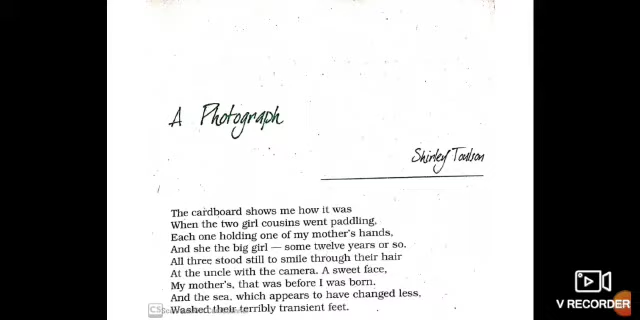 A Photograph
Shirley Toulson
The cardboard shows me how it was
When the two girl cousins went paddling,
Each one holding one of my mother's hands,
And she the big girl — some twelve years or so.
All three stood still to smile through their hair
At the uncle with the camera. A sweet face,
My mother's, that was before I was born.
And the sea, which appears to have changed less,
Washed their terribly transient feet.
CS
V RECORDER